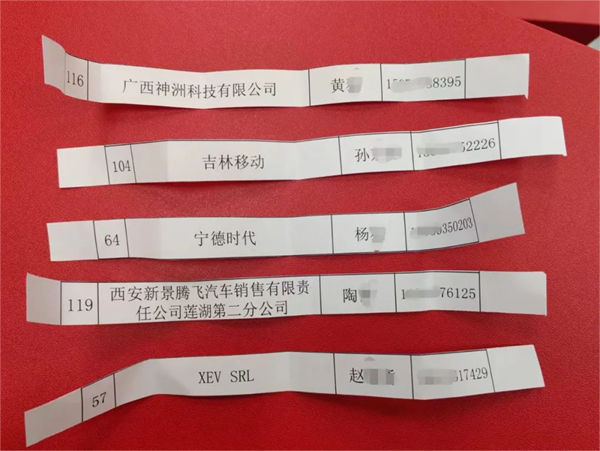 116 广西神洲科技有限公司 黄 8395
104 吉林移动 孙 52226
64 宁德时代 杨 350203
119 西安新景腾飞汽车销售有限责
任公司莲湖第二分公司 陶 76125
57 XEV SRL 赵 17429